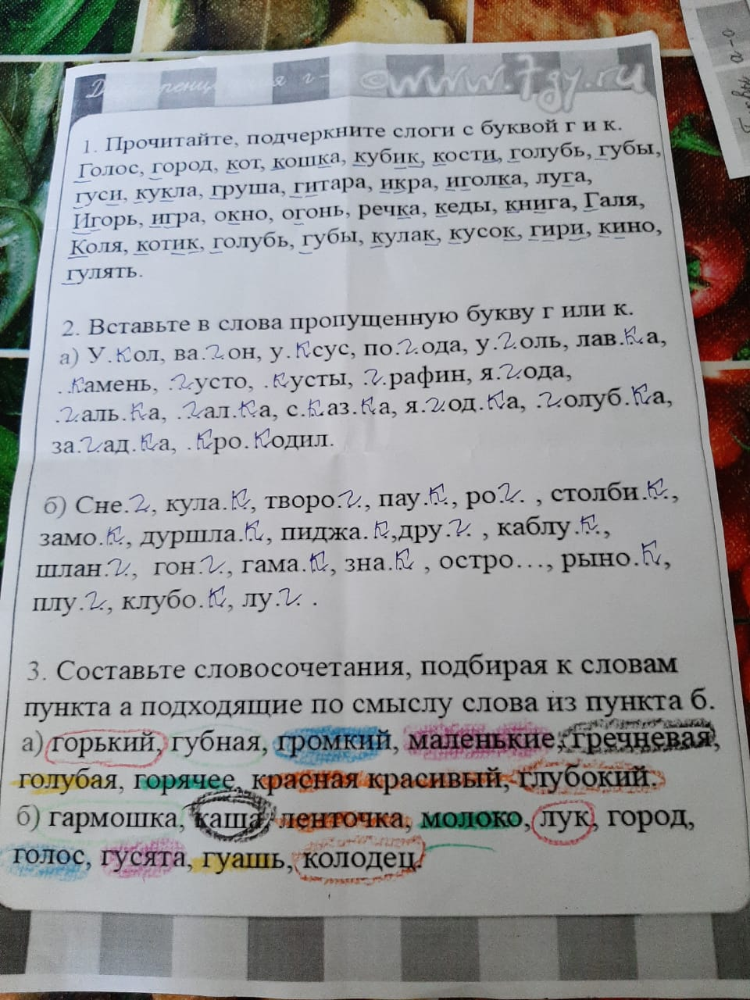 ©www.7gy.ru
1. Прочитайте, подчеркните слоги с буквой г и к.
Голос, город, кот, кошка, кубик, кости, голубь, губы,
гуси, кукла, груша, гитара, икра, иголка, луга,
Игорь, игра, окно, огонь, речка, кеды, книга, Галя,
Коля, котик, голубь, губы, кулак, кусок, гири, кино,
гулять.
2. Вставьте в слова пропущенную букву г или к.
а) У.кол, ва.гон, у.ксус, по.года, у.голь, лав.ка,
..камень, .густо, .кусты, .г.рафин, я.года,
.галь.ка, ..гал.ка, с.каз.ка, я.год.ка, .голуб.ка,
за.гад.ка, .кро.кодил.
б) Сне.г, кула.к, творо.г., пау.к., ро.г. , столби.к.,
замо.к., дуршла.к, пиджа.к,дру.г. , каблу.к.,
шлан.г., гон.г., гама.к, зна.к , остро..., рыно.к,
плу.г., клубо.к, лу.г. .
3. Составьте словосочетания, подбирая к словам
пункта а подходящие по смыслу слова из пункта б.
а) горький, губная, громкий, маленькие, гречневая,
голубая, горячее, красная красивый, глубокий.
б) гармошка, каша, ленточка, молоко, лук, город,
голос, гусята, гуашь, колодец.